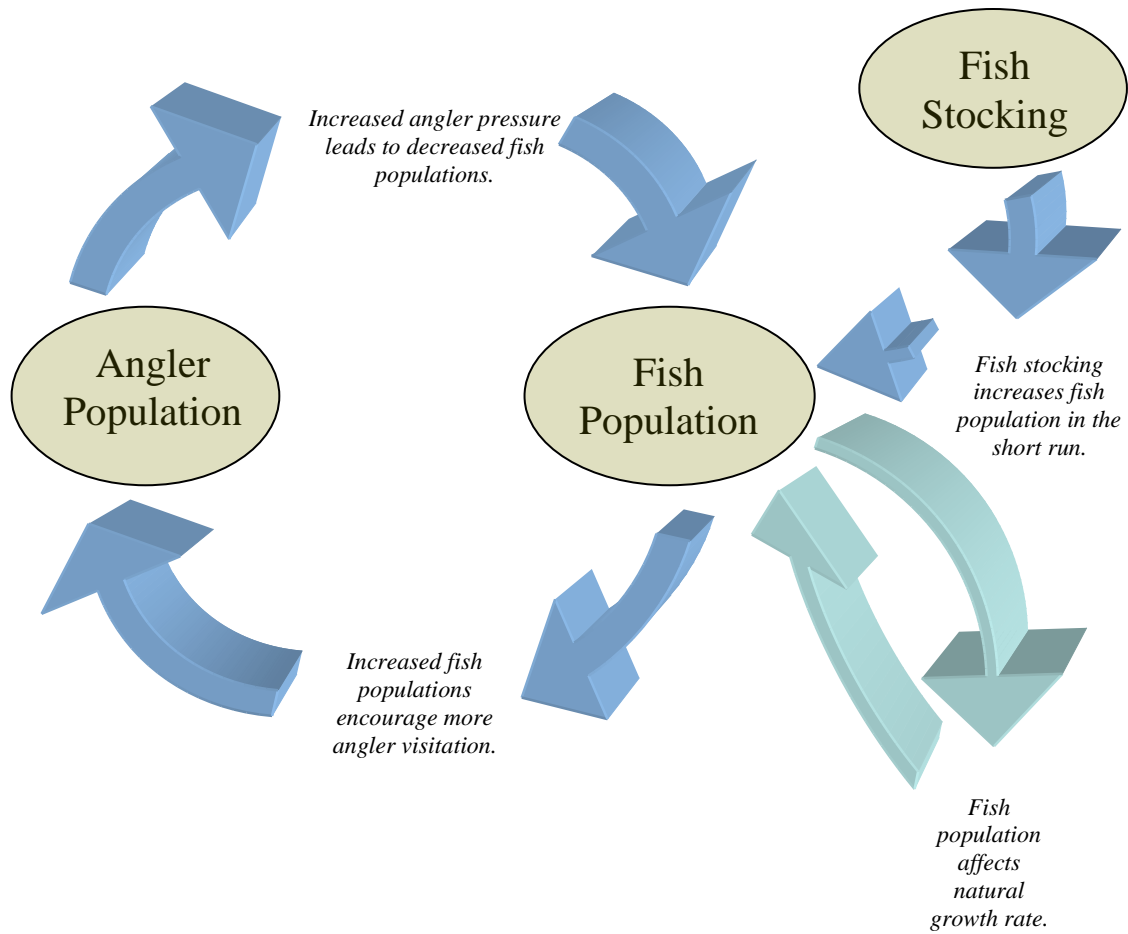 Fish
Stocking
Increased angler pressure
leads to decreased fish
populations.
Angler
Population
Fish
Population
Fish stocking
increases fish
population in the
short run.
Increased fish
populations
encourage more
angler visitation.
Fish
population
affects
natural
growth rate.